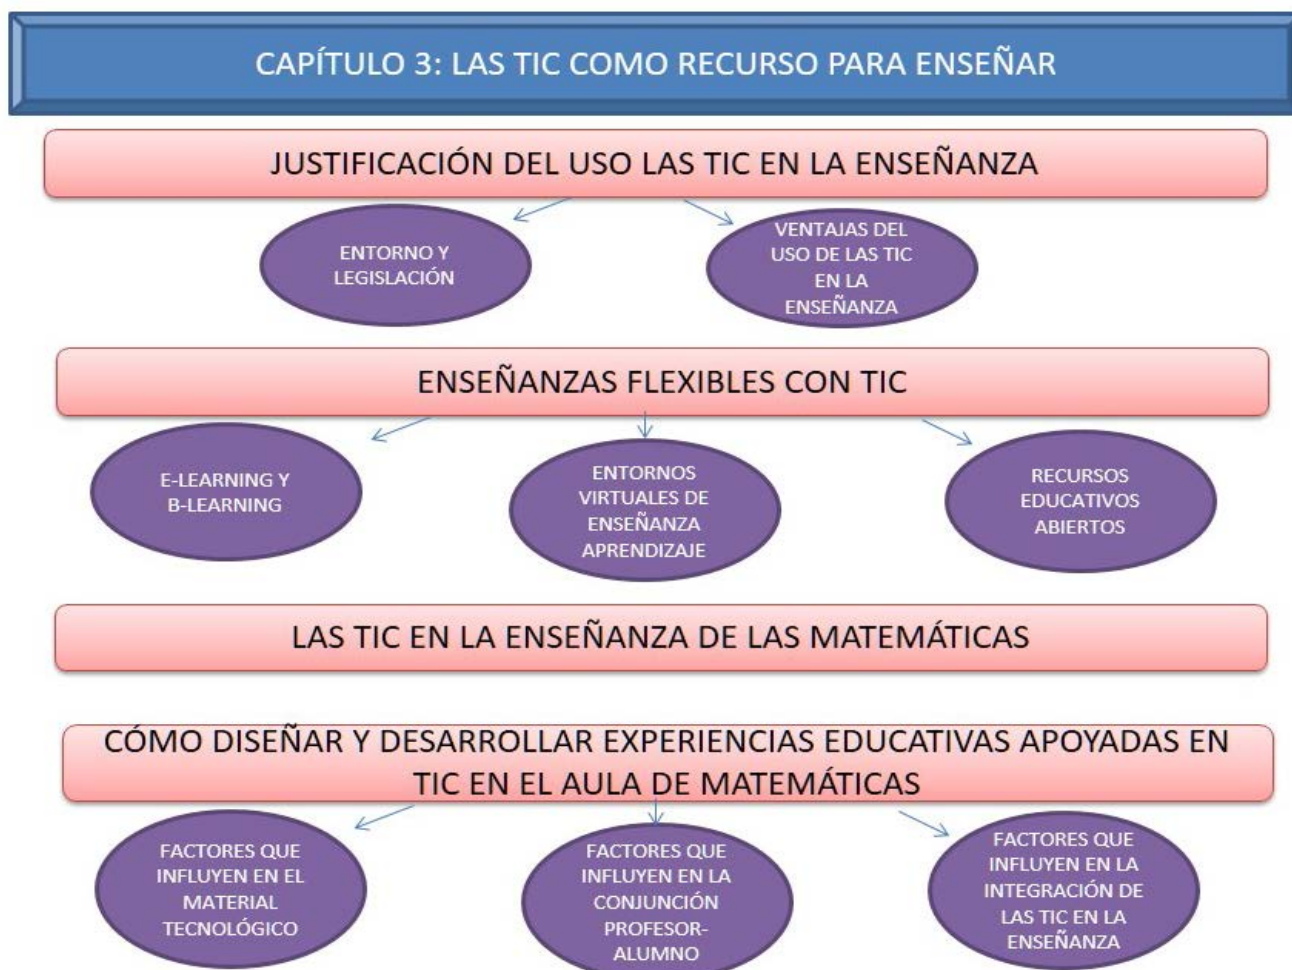 CAPÍTULO 3: LAS TIC COMO RECURSO PARA ENSEÑAR
JUSTIFICACIÓN DEL USO LAS TIC EN LA ENSEÑANZA
ENTORNO Y
LEGISLACIÓN
VENTAJAS DEL
USO DE LAS TIC
EN LA
ENSEÑANZA
ENSEÑANZAS FLEXIBLES CON TIC
E-LEARNING Y
B-LEARNING
ENTORNOS
VIRTUALES DE
ENSEÑANZA
APRENDIZAJE
RECURSOS
EDUCATIVOS
ABIERTOS
LAS TIC EN LA ENSEÑANZA DE LAS MATEMÁTICAS
CÓMO DISEÑAR Y DESARROLLAR EXPERIENCIAS EDUCATIVAS APOYADAS EN
TIC EN EL AULA DE MATEMÁTICAS
FACTORES QUE
INFLUYEN EN EL
MATERIAL
TECNOLÓGICO
FACTORES QUE
INFLUYEN EN LA
CONJUNCIÓN
PROFESOR-
ALUMNO
FACTORES QUE
INFLUYEN EN LA
INTEGRACIÓN DE
LAS TIC EN LA
ENSEÑANZA